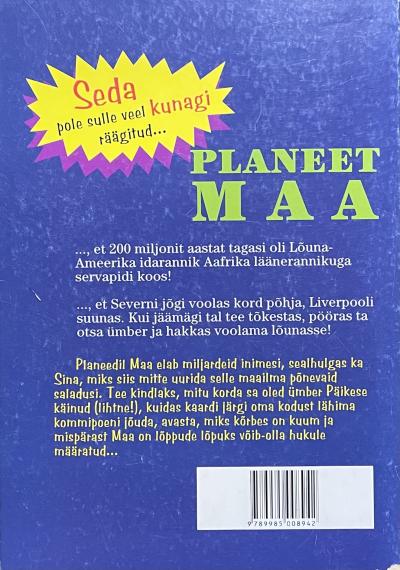 Seda
pole sulle veel kunagi
räägitud...
PLANEET
MAA
..., et 200 miljonit aastat tagasi oli Lõuna-
Ameerika idarannik Aafrika läänerannikuga
servapidi koos!
..., et Severni jõgi voolas kord põhja, Liverpooli
suunas. Kui jäämägi tal tee tõkestas, pööras ta
otsa ümber ja hakkas voolama lõunasse!
Planeedil Maa elab miljardeid inimesi, sealhulgas ka
Sina, miks siis mitte uurida selle maailma põnevaid
saladusi. Tee kindlaks, mitu korda sa oled ümber Päikese
käinud (lihtne!), kuidas kaardi järgi oma kodust lähima
kommipoeni jõuda, avasta, miks kõrbes on kuum ja
mispärast Maa on lõppude lõpuks võib-olla hukule
määratud...
9789985008942